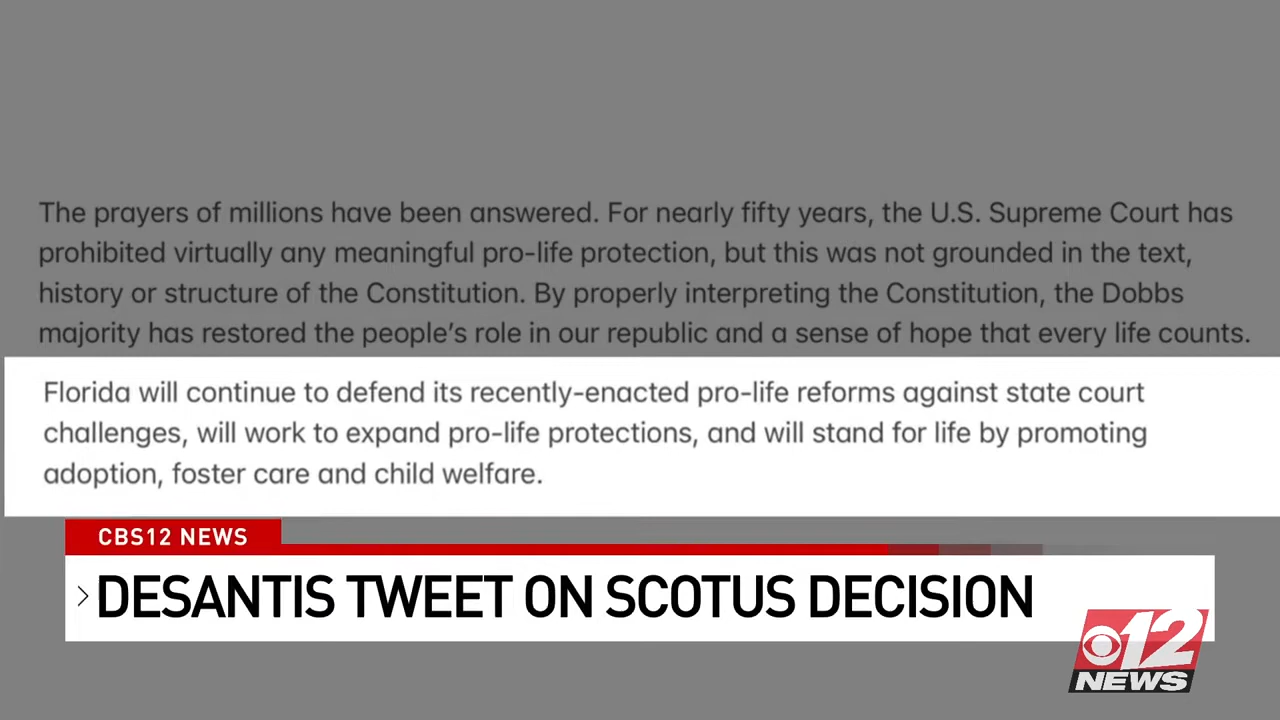 The prayers of millions have been answered. For nearly fifty years, the U.S. Supreme Court has
prohibited virtually any meaningful pro-life protection, but this was not grounded in the text,
history or structure of the Constitution. By properly interpreting the Constitution, the Dobbs
majority has restored the people’s role in our republic and a sense of hope that every life counts.
Florida will continue to defend its recently-enacted pro-life reforms against state court
challenges, will work to expand pro-life protections, and will stand for life by promoting
adoption, foster care and child welfare.
CBS12 NEWS
DESANTIS TWEET ON SCOTUS DECISION
12
NEWS